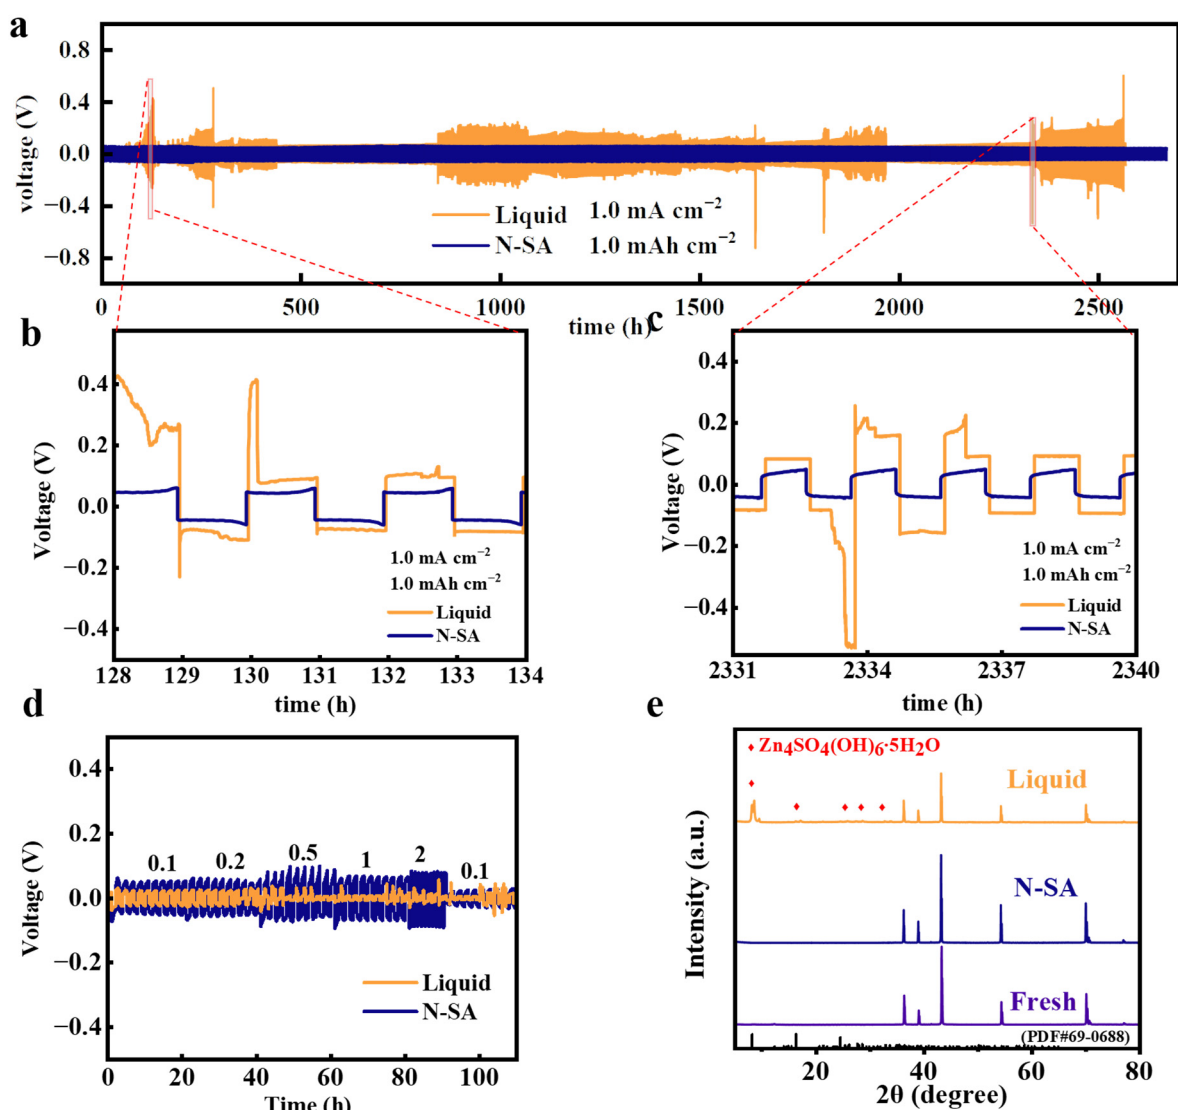 a
0.8
0.4
0.0
−0.4
−0.8
voltage (V)
Liquid 1.0 mA cm⁻²
N-SA 1.0 mAh cm⁻²
0 500 1000 1500 2000 2500
time (h)
b
0.4
0.2
0.0
−0.2
−0.4
Voltage (V)
1.0 mA cm⁻²
1.0 mAh cm⁻²
Liquid
N-SA
128 129 130 131 132 133 134
time (h)
c
0.4
0.2
0.0
−0.2
−0.4
Voltage (V)
1.0 mA cm⁻²
1.0 mAh cm⁻²
Liquid
N-SA
2331 2334 2337 2340
time (h)
d
0.4
0.2
0.0
−0.2
−0.4
Voltage (V)
0.1 0.2 0.5 1 2 0.1
Liquid
N-SA
0 20 40 60 80 100
Time (h)
e
Zn₄SO₄(OH)₆·5H₂O
Liquid
N-SA
Fresh
(PDF#69-0688)
Intensity (a.u.)
20 40 60 80
2θ (degree)